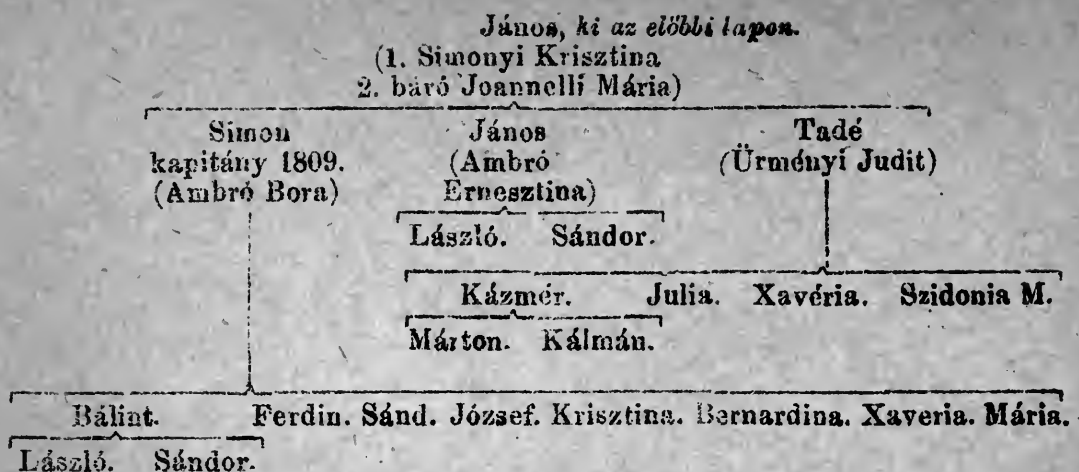 János, ki az előbbi lapon.
(1. Simonyi Krisztina
2. báró Joannelli Mária)
Simon János Tadé
kapitány 1809. (Ambró (Ürményi Judit)
(Ambró Bora) Ernesztina)
László. Sándor.
Kázmér. Julia. Xavéria. Szidonia M.
Márton. Kálmán.
Bálint. Ferdin. Sánd. József. Krisztina. Bernardina. Xaveria. Mária.
László. Sándor.